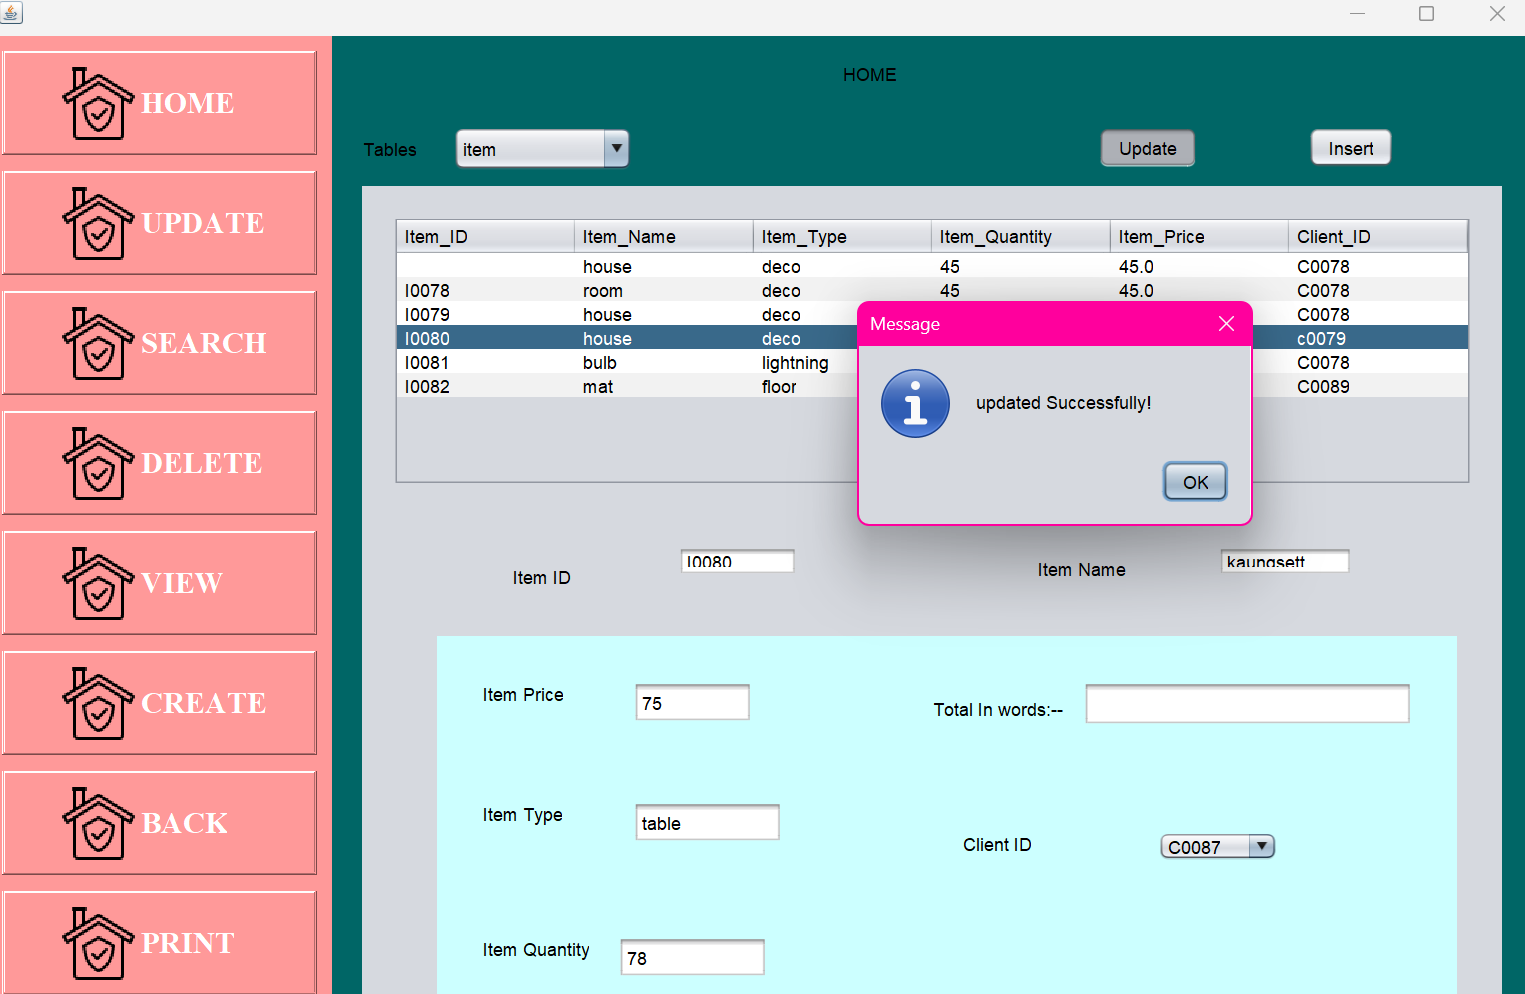 HOME
UPDATE
SEARCH
DELETE
VIEW
CREATE
BACK
PRINT
HOME
Tables item Update Insert
Item_ID Item_Name Item_Type Item_Quantity Item_Price Client_ID
house deco 45 45.0 C0078
I0078 room deco 45 45.0 C0078
I0079 house deco C0078
I0080 house deco c0079
I0081 bulb lightning C0078
I0082 mat floor C0089
Message
updated Successfully!
OK
Item ID I0080 Item Name kaungsett
Item Price 75 Total In words:--
Item Type table Client ID C0087
Item Quantity 78